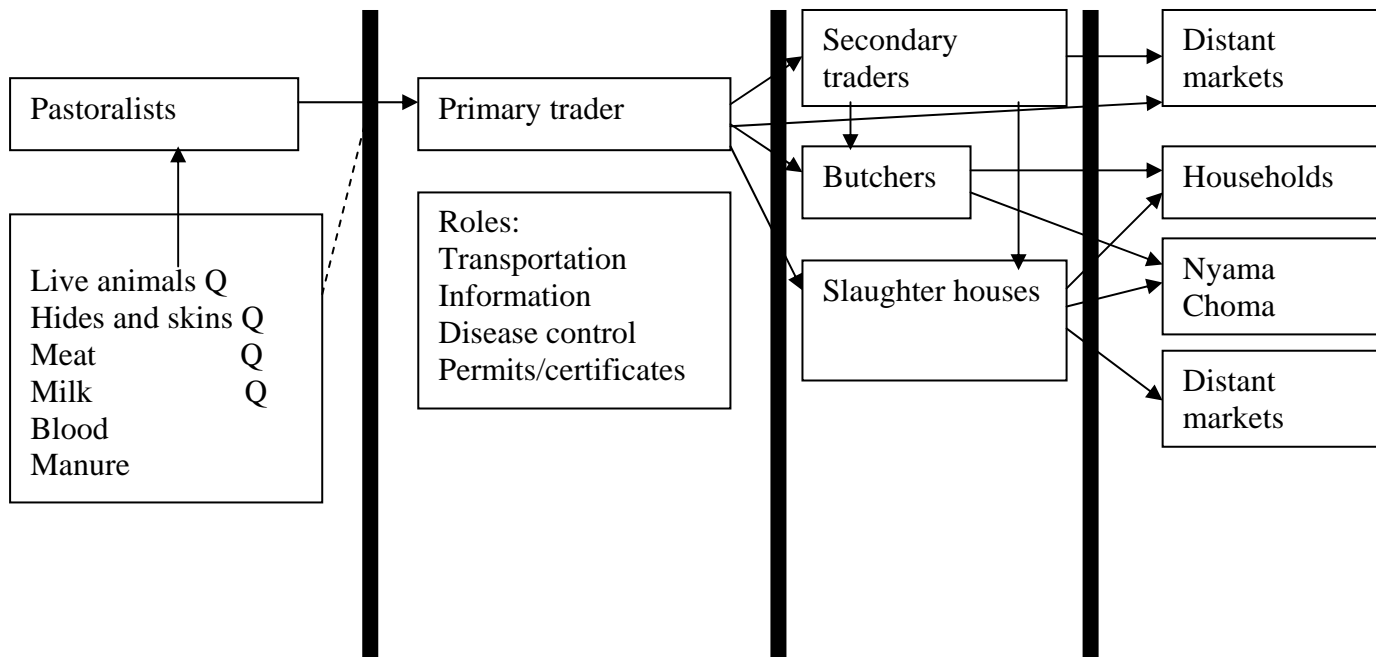 Pastoralists
Live animals Q
Hides and skins Q
Meat Q
Milk Q
Blood
Manure
Primary trader
Roles:
Transportation
Information
Disease control
Permits/certificates
Secondary
traders
Butchers
Slaughter houses
Distant
markets
Households
Nyama
Choma
Distant
markets